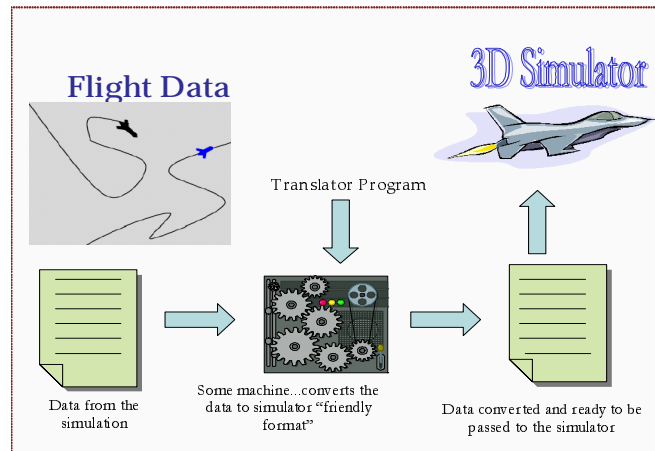 Flight Data
3D Simulator
Translator Program
Data from the
simulation
Some machine...converts the
data to simulator “friendly
format”
Data converted and ready to be
passed to the simulator